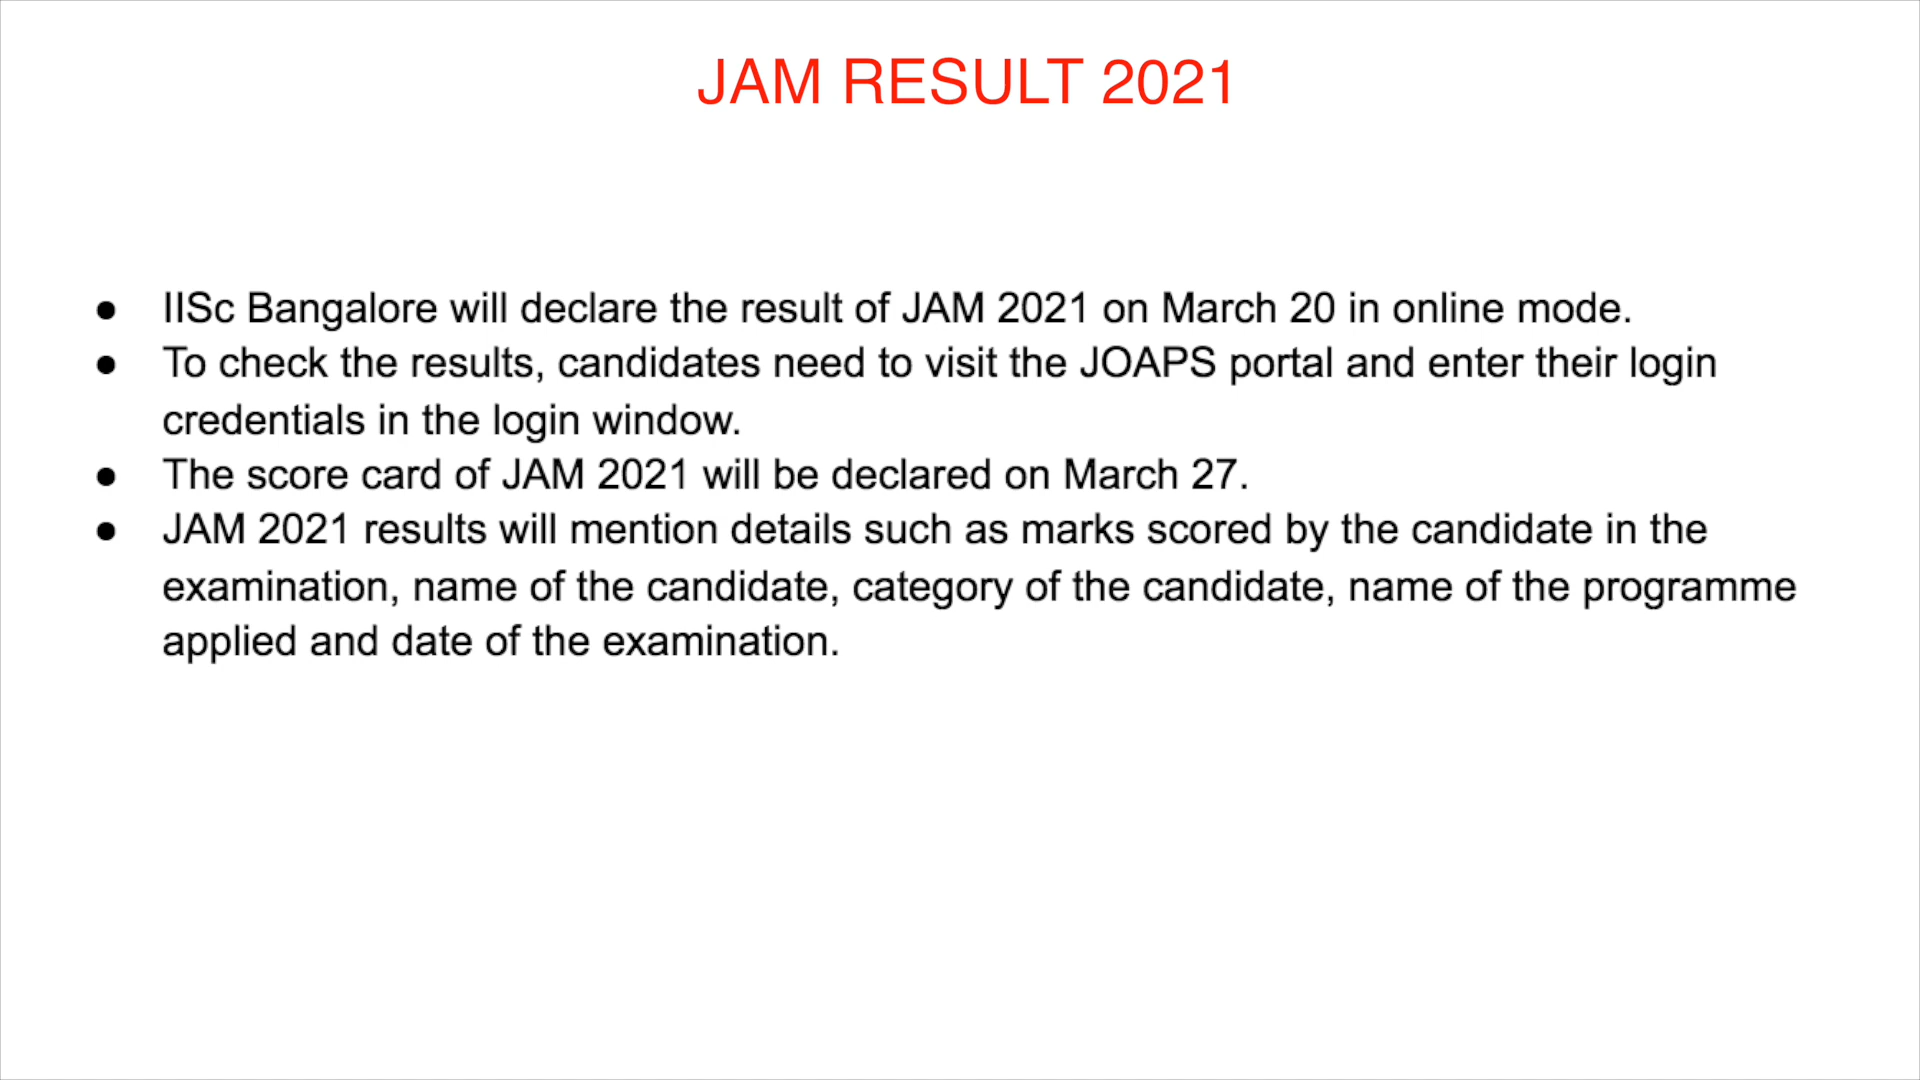 JAM RESULT 2021
● IISc Bangalore will declare the result of JAM 2021 on March 20 in online mode.
● To check the results, candidates need to visit the JOAPS portal and enter their login
credentials in the login window.
● The score card of JAM 2021 will be declared on March 27.
● JAM 2021 results will mention details such as marks scored by the candidate in the
examination, name of the candidate, category of the candidate, name of the programme
applied and date of the examination.